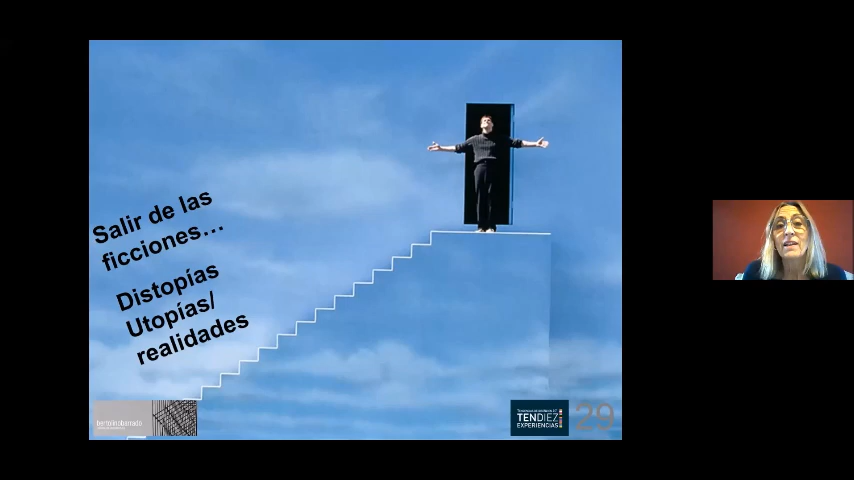 Salir de las
ficciones…
Distopías
Utopías/
realidades
TENDIEZ
EXPERIENCIAS
29